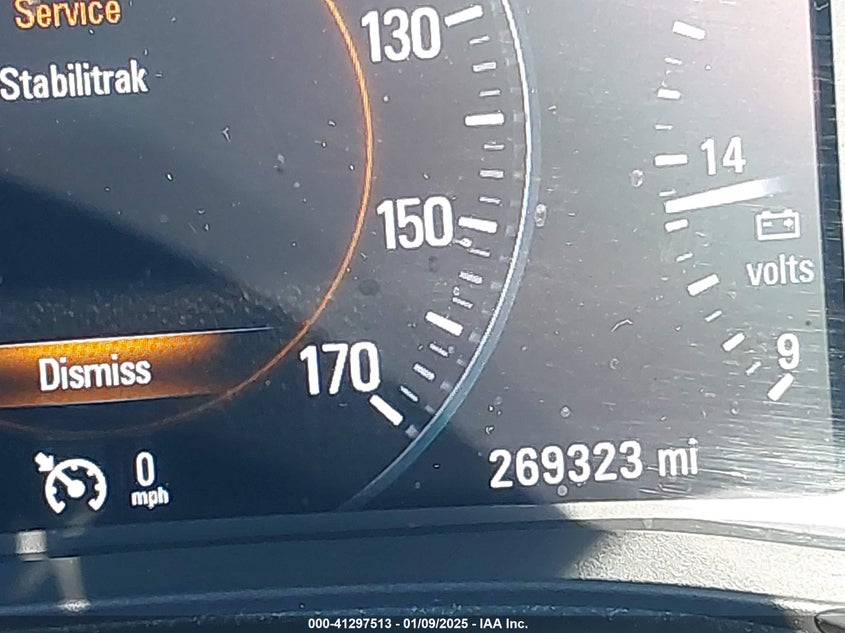 Service
Stabilitrak
130
14
150
volts
170
9
Dismiss
0
mph
269323 mi
000-41297513 - 01/09/2025 - IAA Inc.